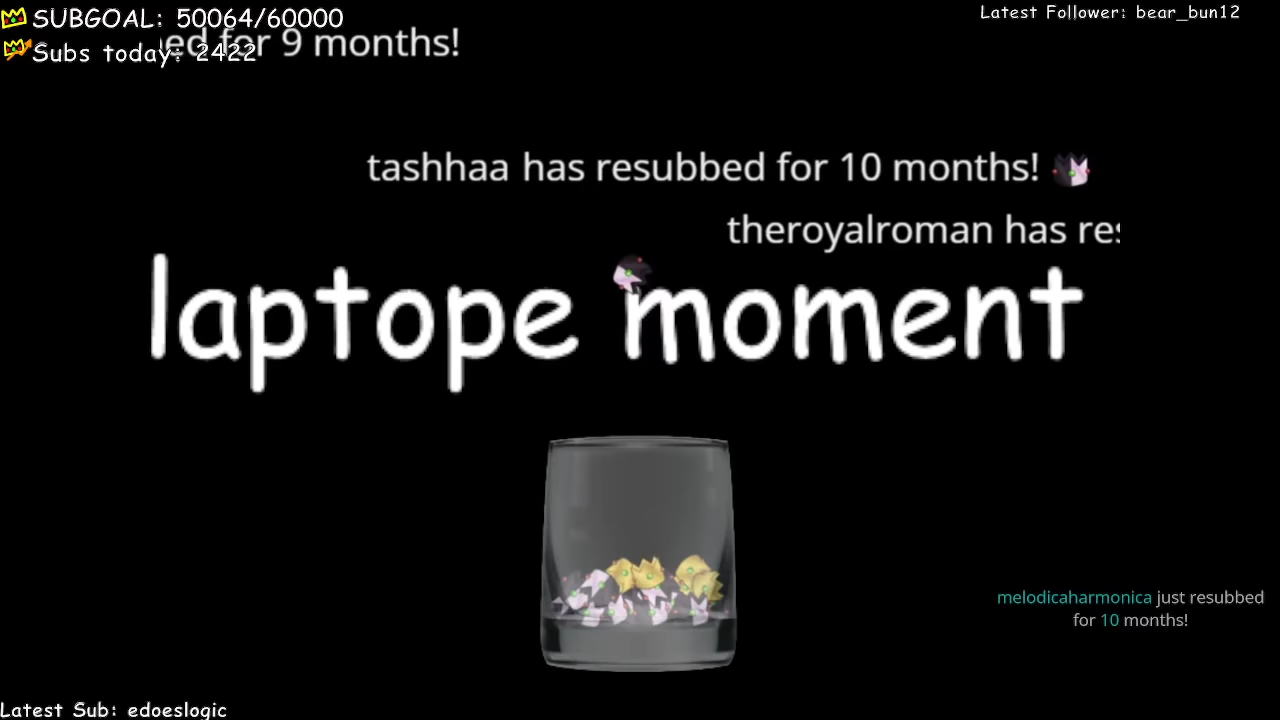 SUBGOAL: 50064/60000
Latest Follower: bear_bun12
ed for 9 months!
Subs today: 2422
tashhaa has resubbed for 10 months!
theroyalroman has res
laptope moment
melodicaharmonica just resubbed
for 10 months!
Latest Sub: edoeslogic